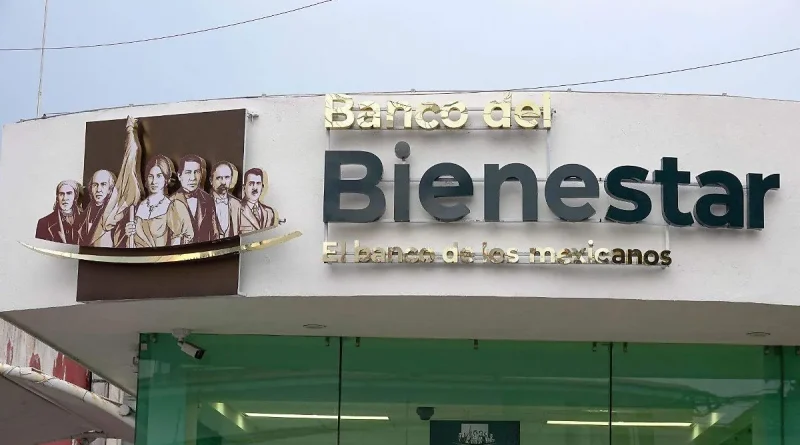 Banco del
Bienestar
El banco de los mexicanos